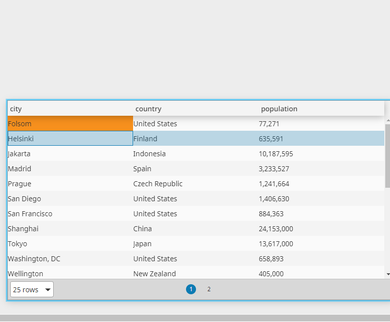 city country population
Folsom United States 77,271
Helsinki Finland 635,591
Jakarta Indonesia 10,187,595
Madrid Spain 3,233,527
Prague Czech Republic 1,241,664
San Diego United States 1,406,630
San Francisco United States 884,363
Shanghai China 24,153,000
Tokyo Japan 13,617,000
Washington, DC United States 658,893
Wellington New Zealand 405,000
25 rows 1 2